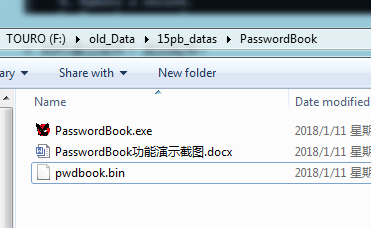 TOURO (F:) ▸ old_Data ▸ 15pb_datas ▸ PasswordBook
Share with ▾ New folder
Name Date modified
PasswordBook.exe 2018/1/11 星期
PasswordBook功能演示截图.docx 2018/1/11 星期
pwdbook.bin 2018/1/11 星期